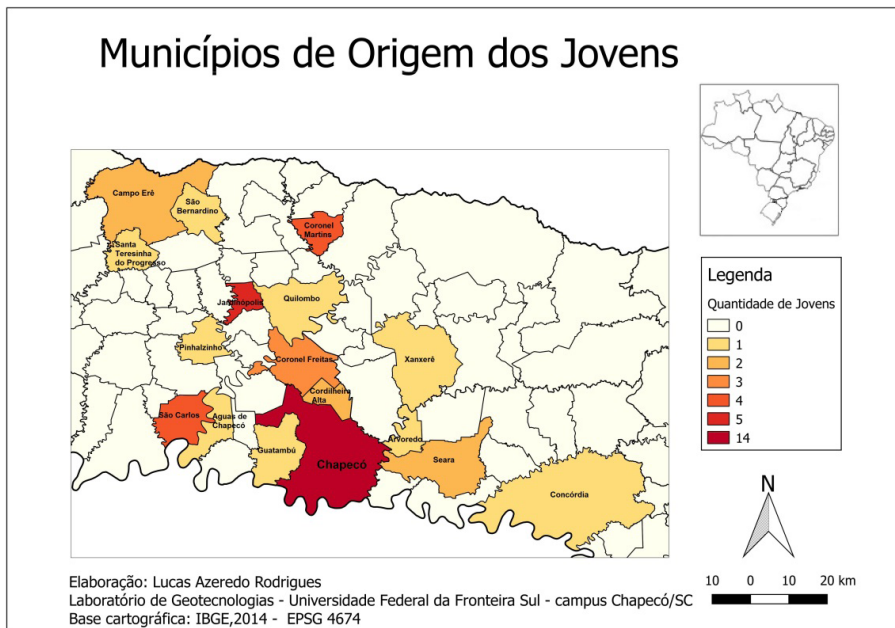 Municípios de Origem dos Jovens
Campo Erê
São
Bernardino
Santa
Teresinha
do Progresso
Coronel
Martins
Jardinópolis
Quilombo
Pinhalzinho
Coronel Freitas
Xanxerê
Cordilheira
Alta
São Carlos
Aguas de
Chapecó
Guatambú
Chapecó
Arvoredo
Seara
Concórdia
Legenda
Quantidade de Jovens
0
1
2
3
4
5
14
N
10 0 10 20 km
Elaboração: Lucas Azeredo Rodrigues
Laboratório de Geotecnologias - Universidade Federal da Fronteira Sul - campus Chapecó/SC
Base cartográfica: IBGE,2014 - EPSG 4674